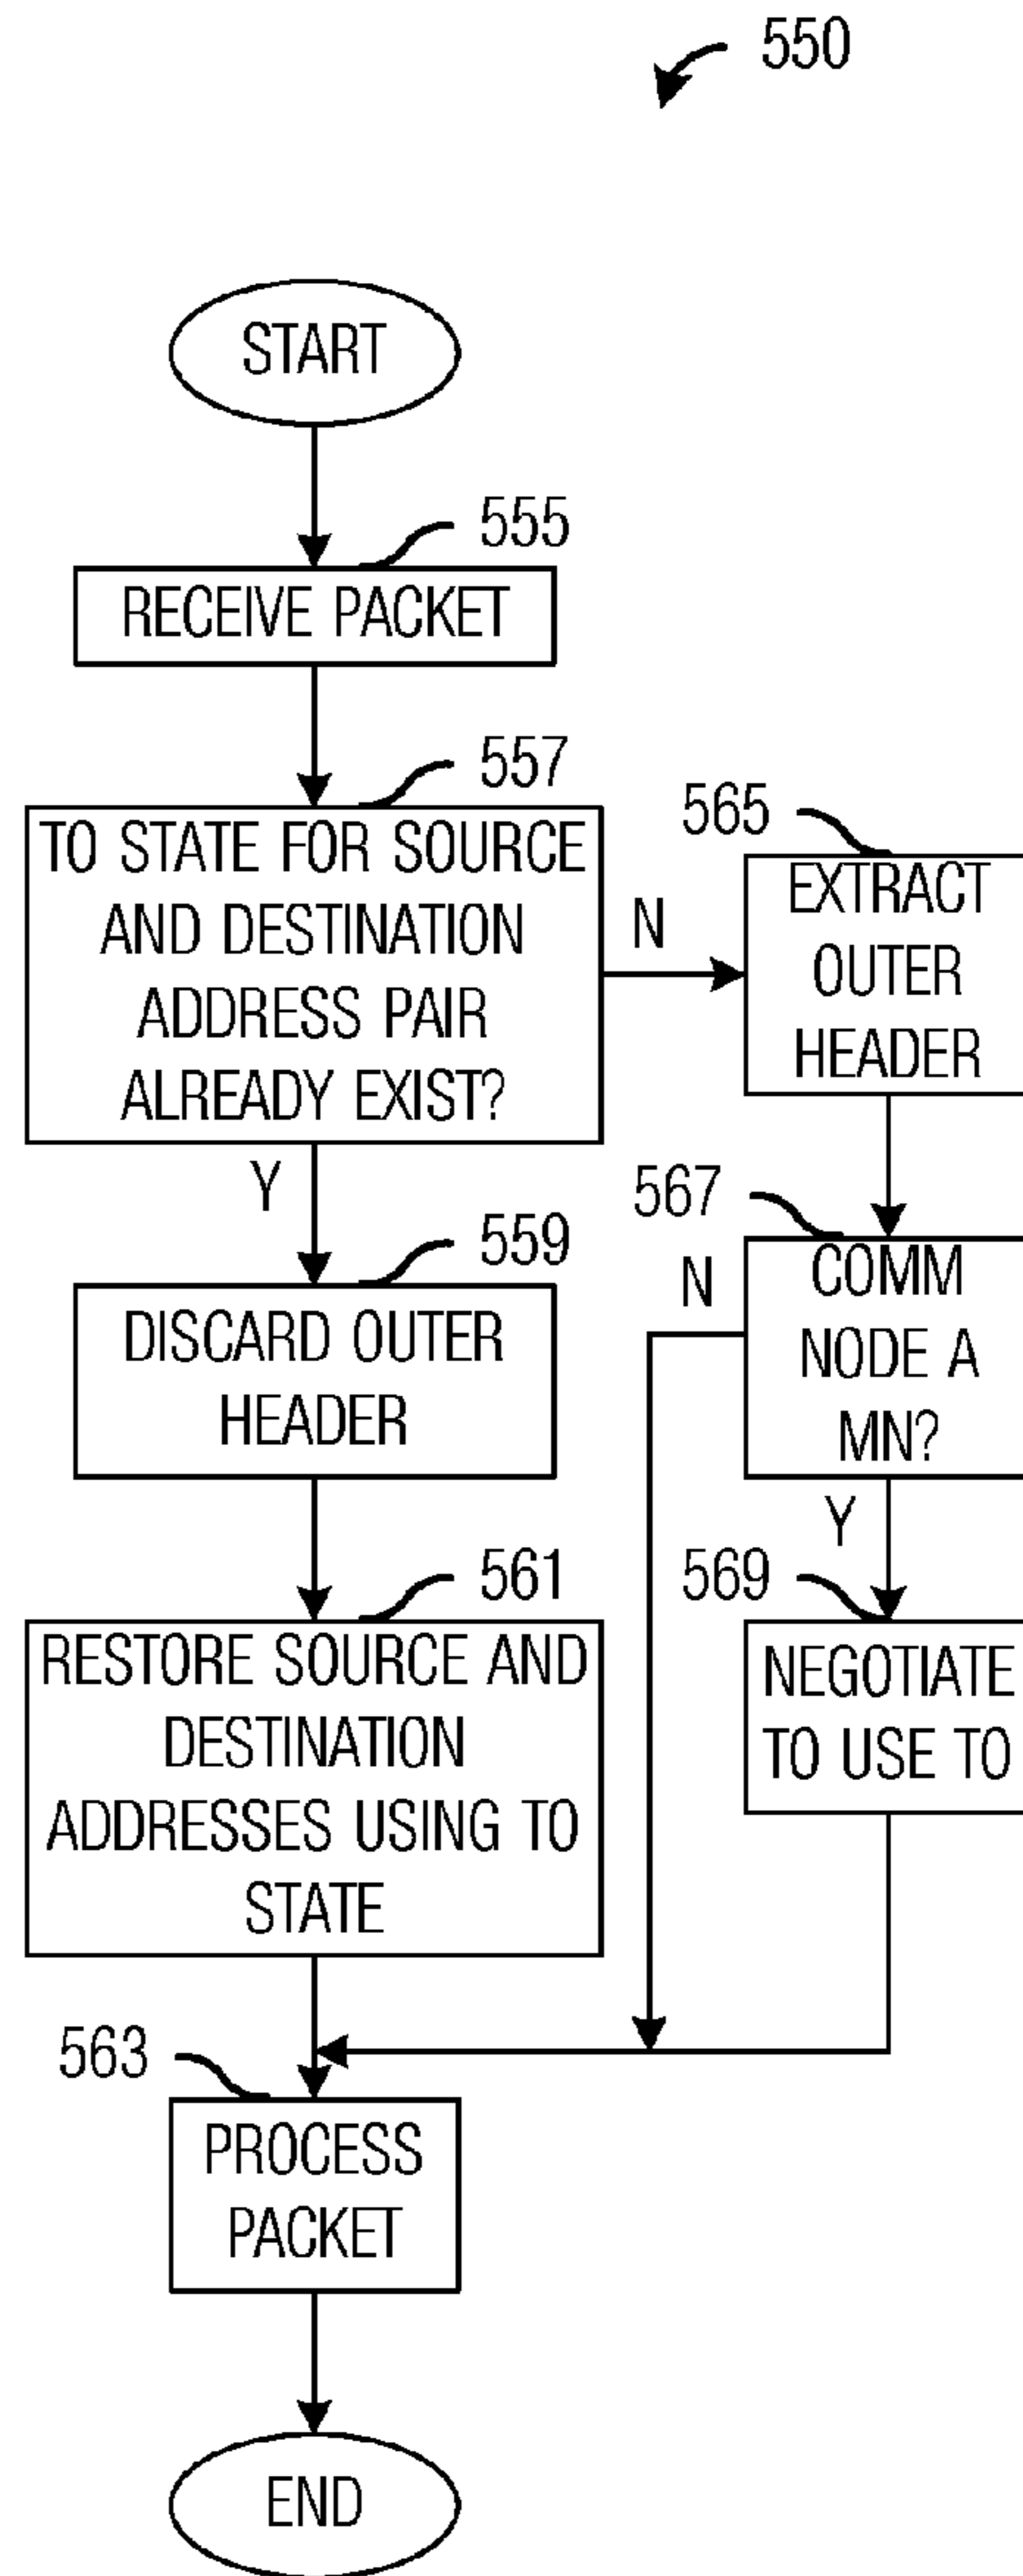 550
START
555
RECEIVE PACKET
557
TO STATE FOR SOURCE
AND DESTINATION
ADDRESS PAIR
ALREADY EXIST?
N
565
EXTRACT
OUTER
HEADER
Y
559
DISCARD OUTER
HEADER
567
N
COMM
NODE A
MN?
Y
561
RESTORE SOURCE AND
DESTINATION
ADDRESSES USING TO
STATE
569
NEGOTIATE
TO USE TO
563
PROCESS
PACKET
END